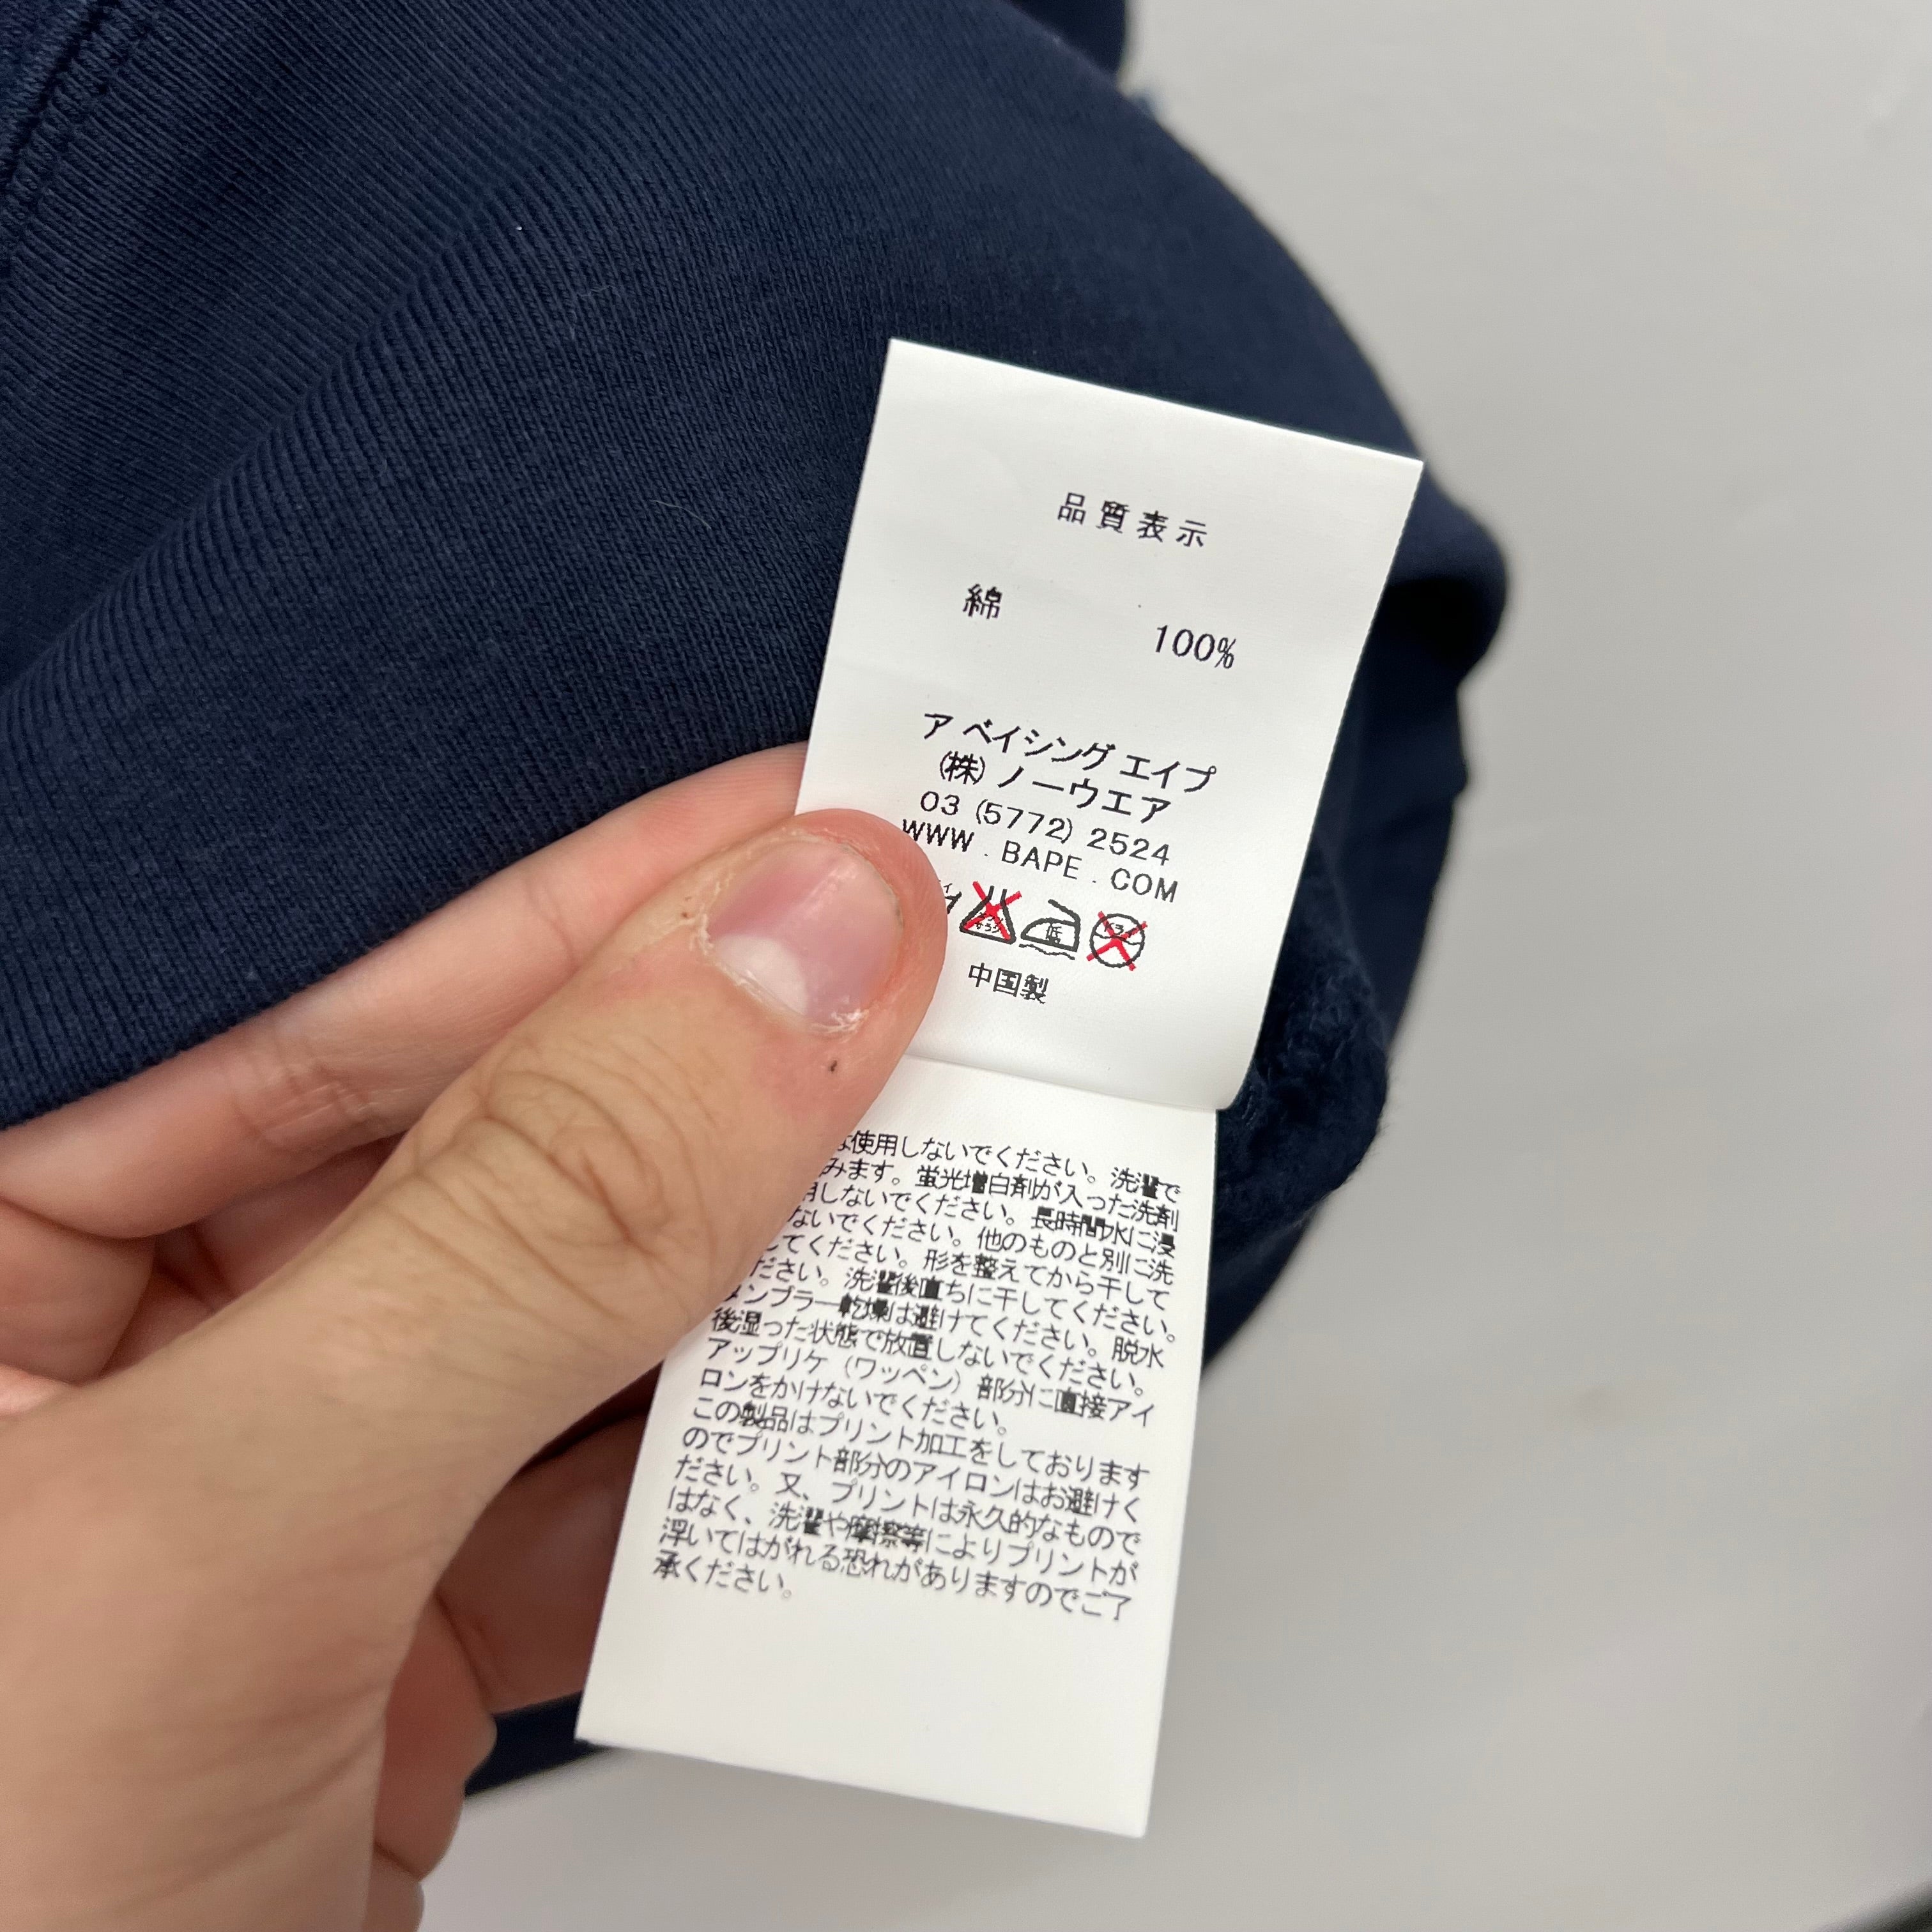 品質表示
綿 100%
ア ベイシング エイプ
(株) ノーウエア
03 (5772) 2524
WWW . BAPE . COM
低
中国製
使用しないでください。洗濯で
みます。蛍光増白剤が入った洗剤
用しないでください。長時間水に浸
ないでください。他のものと別に洗
てください。形を整えてから干して
ださい。洗濯後直ちに干してください。
ンブラー乾燥は避けてください。脱水
後湿った状態で放置しないでください。
アップリケ（ワッペン）部分に直接アイ
ロンをかけないでください。
この製品はプリント加工をしております
のでプリント部分のアイロンはお避けく
ださい。又、プリントは永久的なもので
はなく、洗濯や摩擦等によりプリントが
浮いてはがれる恐れがありますのでご了
承ください。